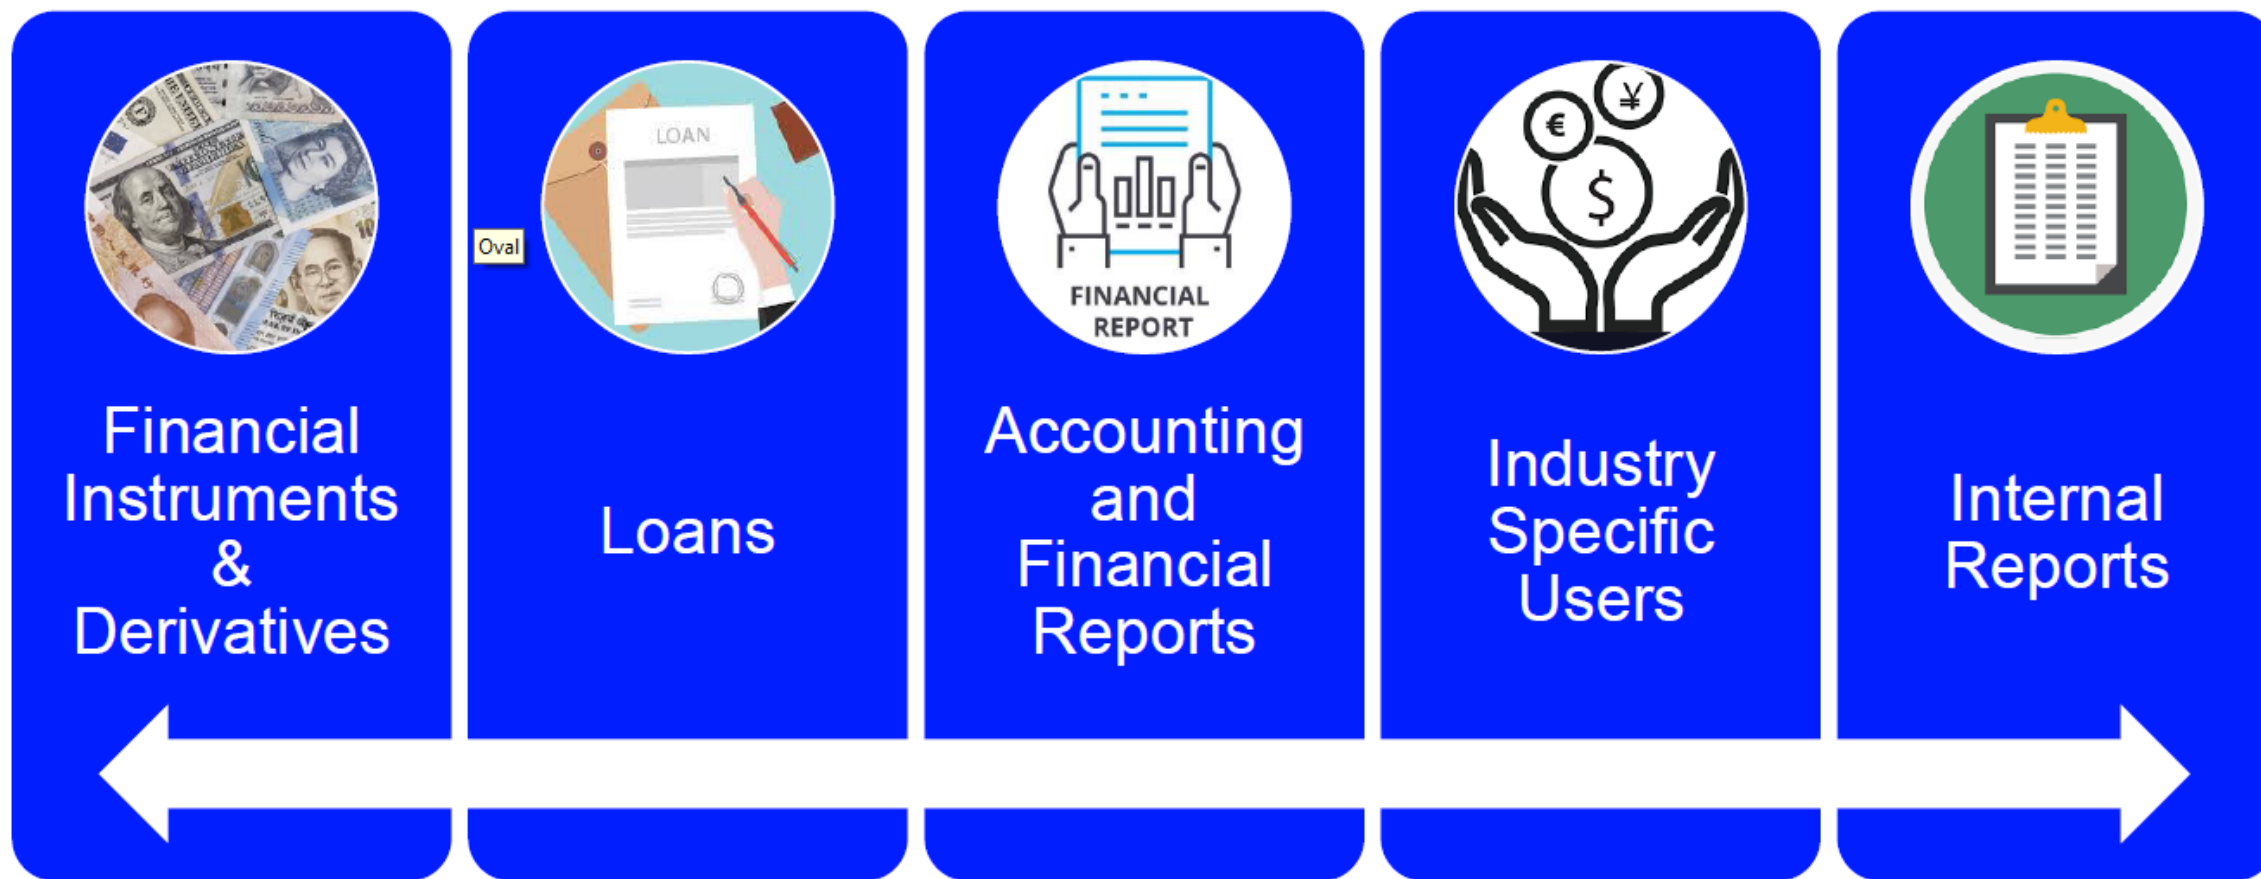 LOAN
FINANCIAL
REPORT
€
¥
$
Oval
Financial
Instruments
&
Derivatives
Loans
Accounting
and
Financial
Reports
Industry
Specific
Users
Internal
Reports